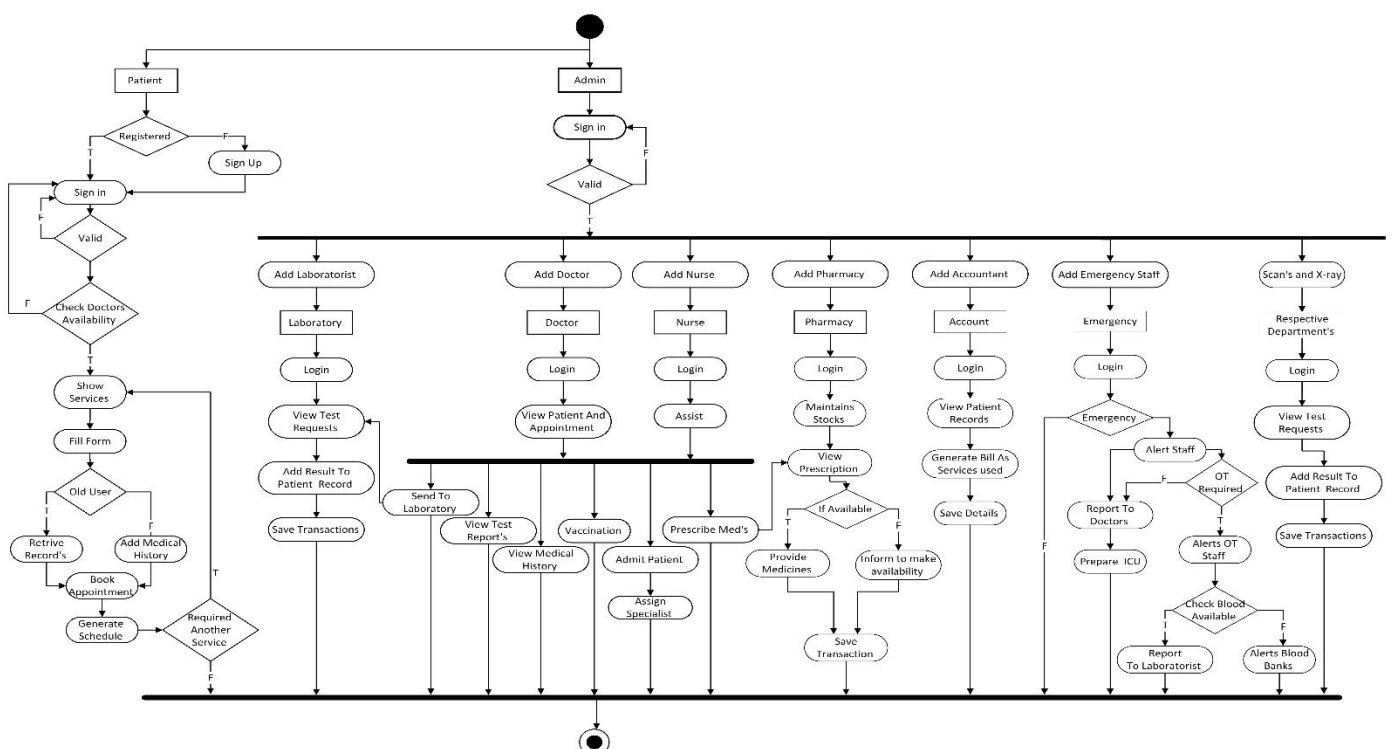 Patient
Admin
Registered
F
T
Sign Up
Sign in
F
Valid
F
Check Doctors
Availability
T
Show
Services
Fill Form
Old User
T
F
Retrive
Record's
Add Medical
History
Book
Appointment
Generate
Schedule
Required
Another
Service
T
F
Sign in
F
Valid
T
Add Laboratorist
Laboratory
Login
View Test
Requests
Add Result To
Patient Record
Save Transactions
Add Doctor
Doctor
Login
View Patient And
Appointment
Add Nurse
Nurse
Login
Assist
Send To
Laboratory
View Test
Report's
View Medical
History
Vaccination
Admit Patient
Assign
Specialist
Prescribe Med's
Add Pharmacy
Pharmacy
Login
Maintains
Stocks
View
Prescription
If Available
T
F
Provide
Medicines
Inform to make
availability
Save
Transaction
Add Accountant
Account
Login
View Patient
Records
Generate Bill As
Services used
Save Details
Add Emergency Staff
Emergency
Login
Emergency
F
Alert Staff
OT
Required
F
T
Report To
Doctors
Prepare ICU
Alerts OT
Staff
Check Blood
Available
T
F
Report
To Laboratorist
Alerts Blood
Banks
Scan's and X-ray
Respective
Department's
Login
View Test
Requests
Add Result To
Patient Record
Save Transactions